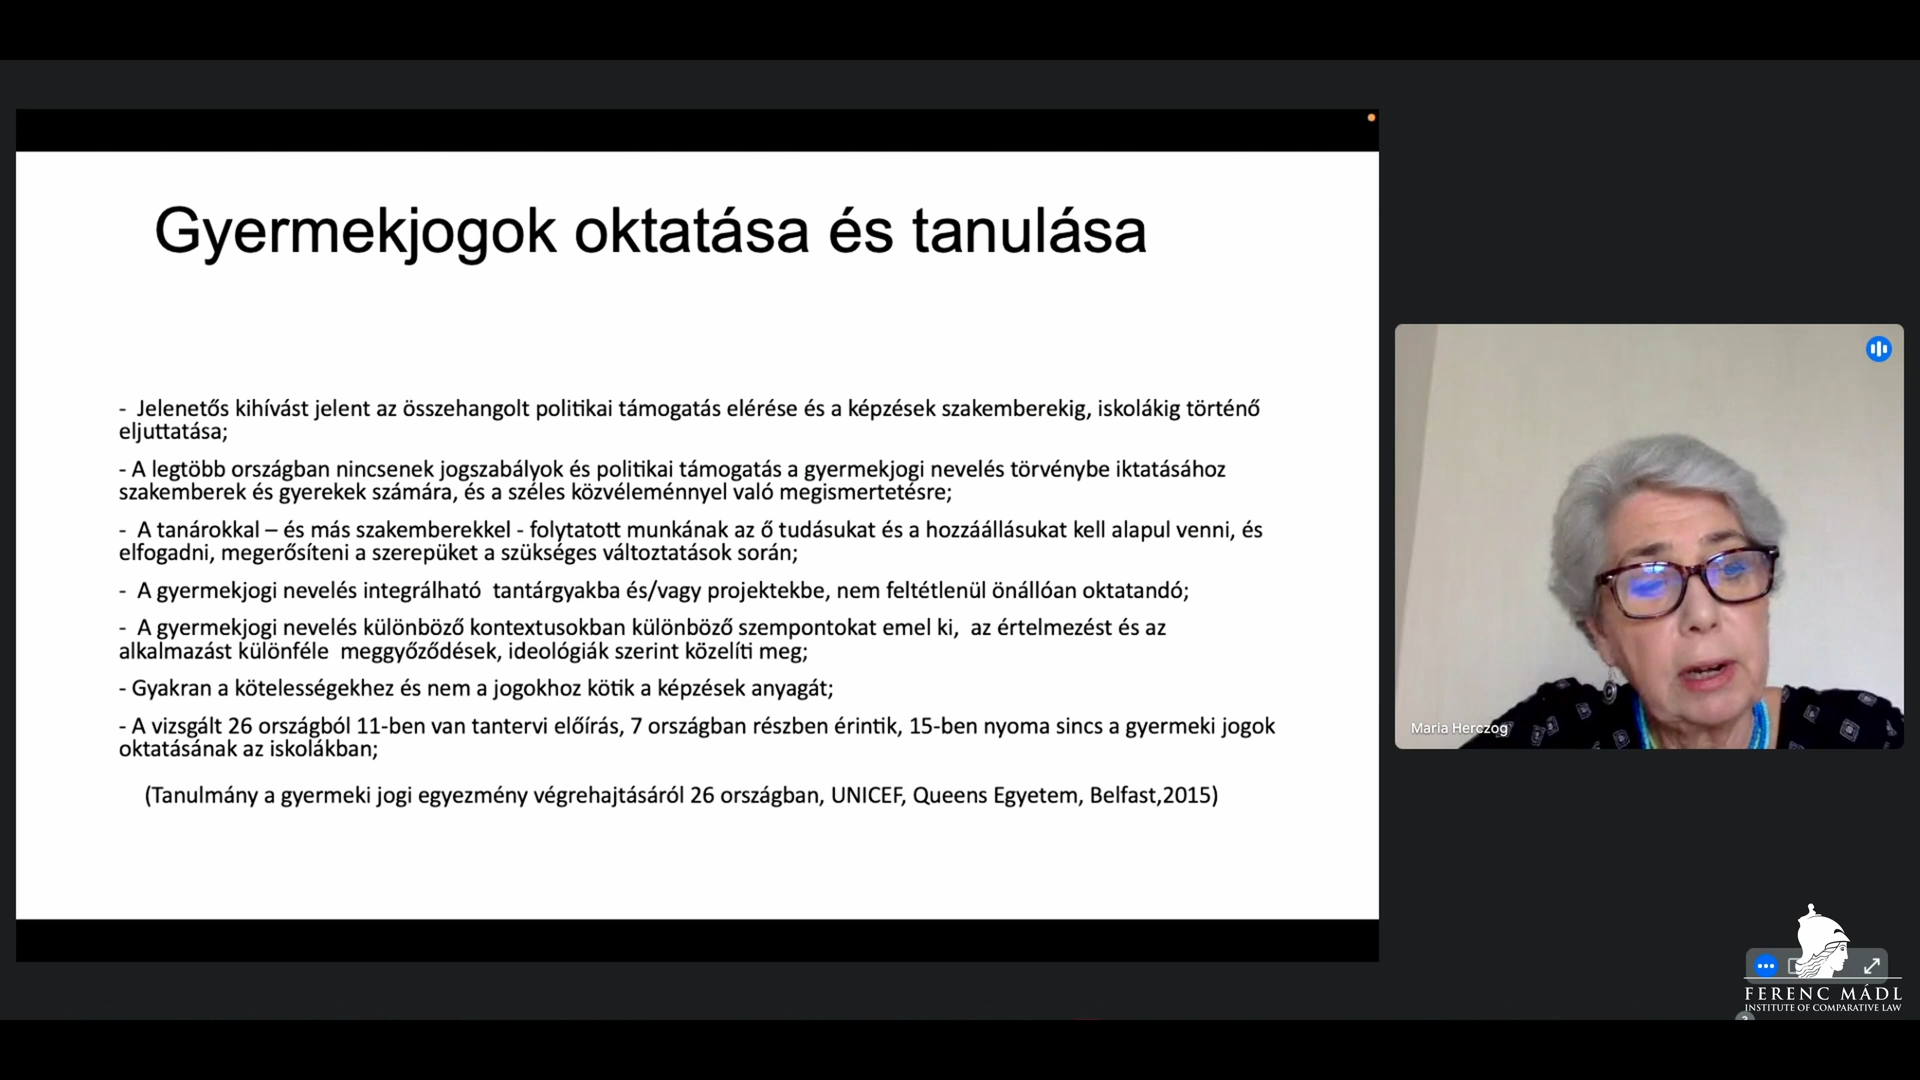 Gyermekjogok oktatása és tanulása
- Jelenetős kihívást jelent az összehangolt politikai támogatás elérése és a képzések szakemberekig, iskolákig történő
eljuttatása;
- A legtöbb országban nincsenek jogszabályok és politikai támogatás a gyermekjogi nevelés törvénybe iktatásához
szakemberek és gyerekek számára, és a széles közvéleménnyel való megismertetésre;
- A tanárokkal – és más szakemberekkel - folytatott munkának az ő tudásukat és a hozzáállásukat kell alapul venni, és
elfogadni, megerősíteni a szerepüket a szükséges változtatások során;
- A gyermekjogi nevelés integrálható tantárgyakba és/vagy projektekbe, nem feltétlenül önállóan oktatandó;
- A gyermekjogi nevelés különböző kontextusokban különböző szempontokat emel ki, az értelmezést és az
alkalmazást különféle meggyőződések, ideológiák szerint közelíti meg;
- Gyakran a kötelességekhez és nem a jogokhoz kötik a képzések anyagát;
- A vizsgált 26 országból 11-ben van tantervi előírás, 7 országban részben érintik, 15-ben nyoma sincs a gyermeki jogok
oktatásának az iskolákban;
(Tanulmány a gyermeki jogi egyezmény végrehajtásáról 26 országban, UNICEF, Queens Egyetem, Belfast,2015)
Maria Herczog
FERENC MÁDL
INSTITUTE OF COMPARATIVE LAW